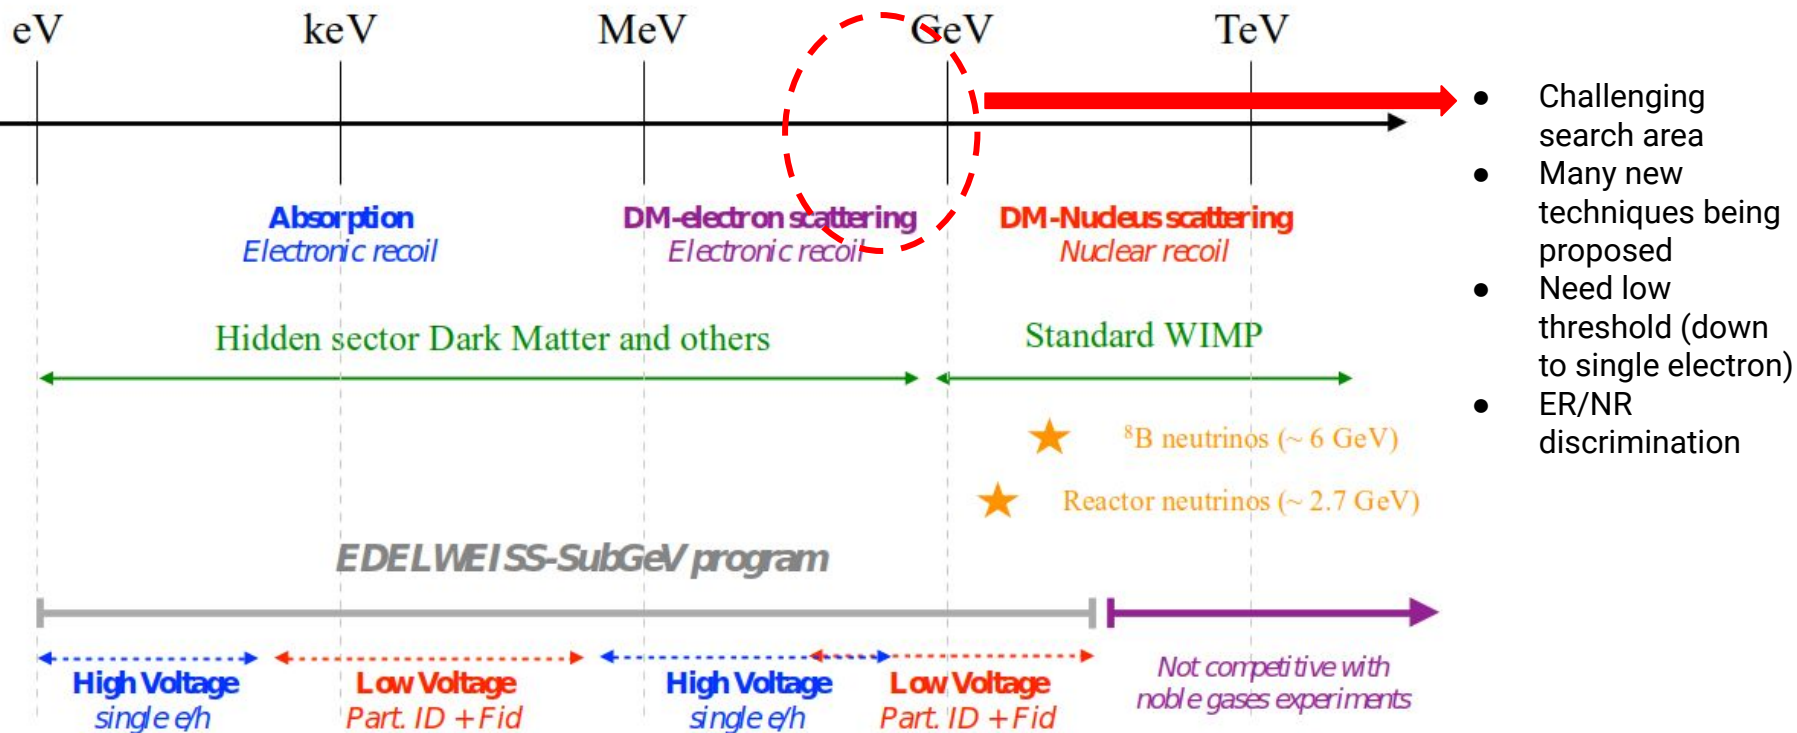 eV keV MeV GeV TeV
Absorption DM-electron scattering DM-Nucleus scattering
Electronic recoil Electronic recoil Nuclear recoil
Hidden sector Dark Matter and others Standard WIMP
⁸B neutrinos (~ 6 GeV)
Reactor neutrinos (~ 2.7 GeV)
EDELWEISS-SubGeV program
High Voltage Low Voltage High Voltage Low Voltage
single e/h Part. ID + Fid single e/h Part. ID + Fid
Not competitive with
noble gases experiments
● Challenging
search area
● Many new
techniques being
proposed
● Need low
threshold (down
to single electron)
● ER/NR
discrimination